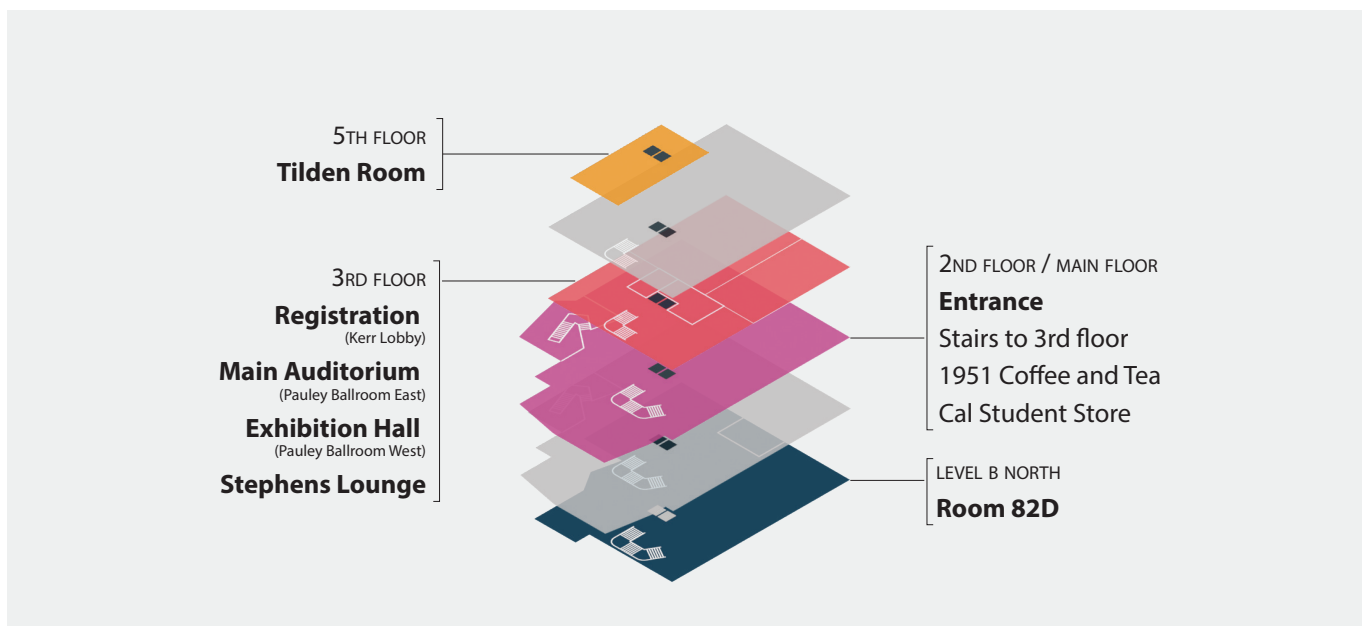 5TH FLOOR
Tilden Room
3RD FLOOR
Registration
(Kerr Lobby)
Main Auditorium
(Pauley Ballroom East)
Exhibition Hall
(Pauley Ballroom West)
Stephens Lounge
2ND FLOOR / MAIN FLOOR
Entrance
Stairs to 3rd floor
1951 Coffee and Tea
Cal Student Store
LEVEL B NORTH
Room 82D